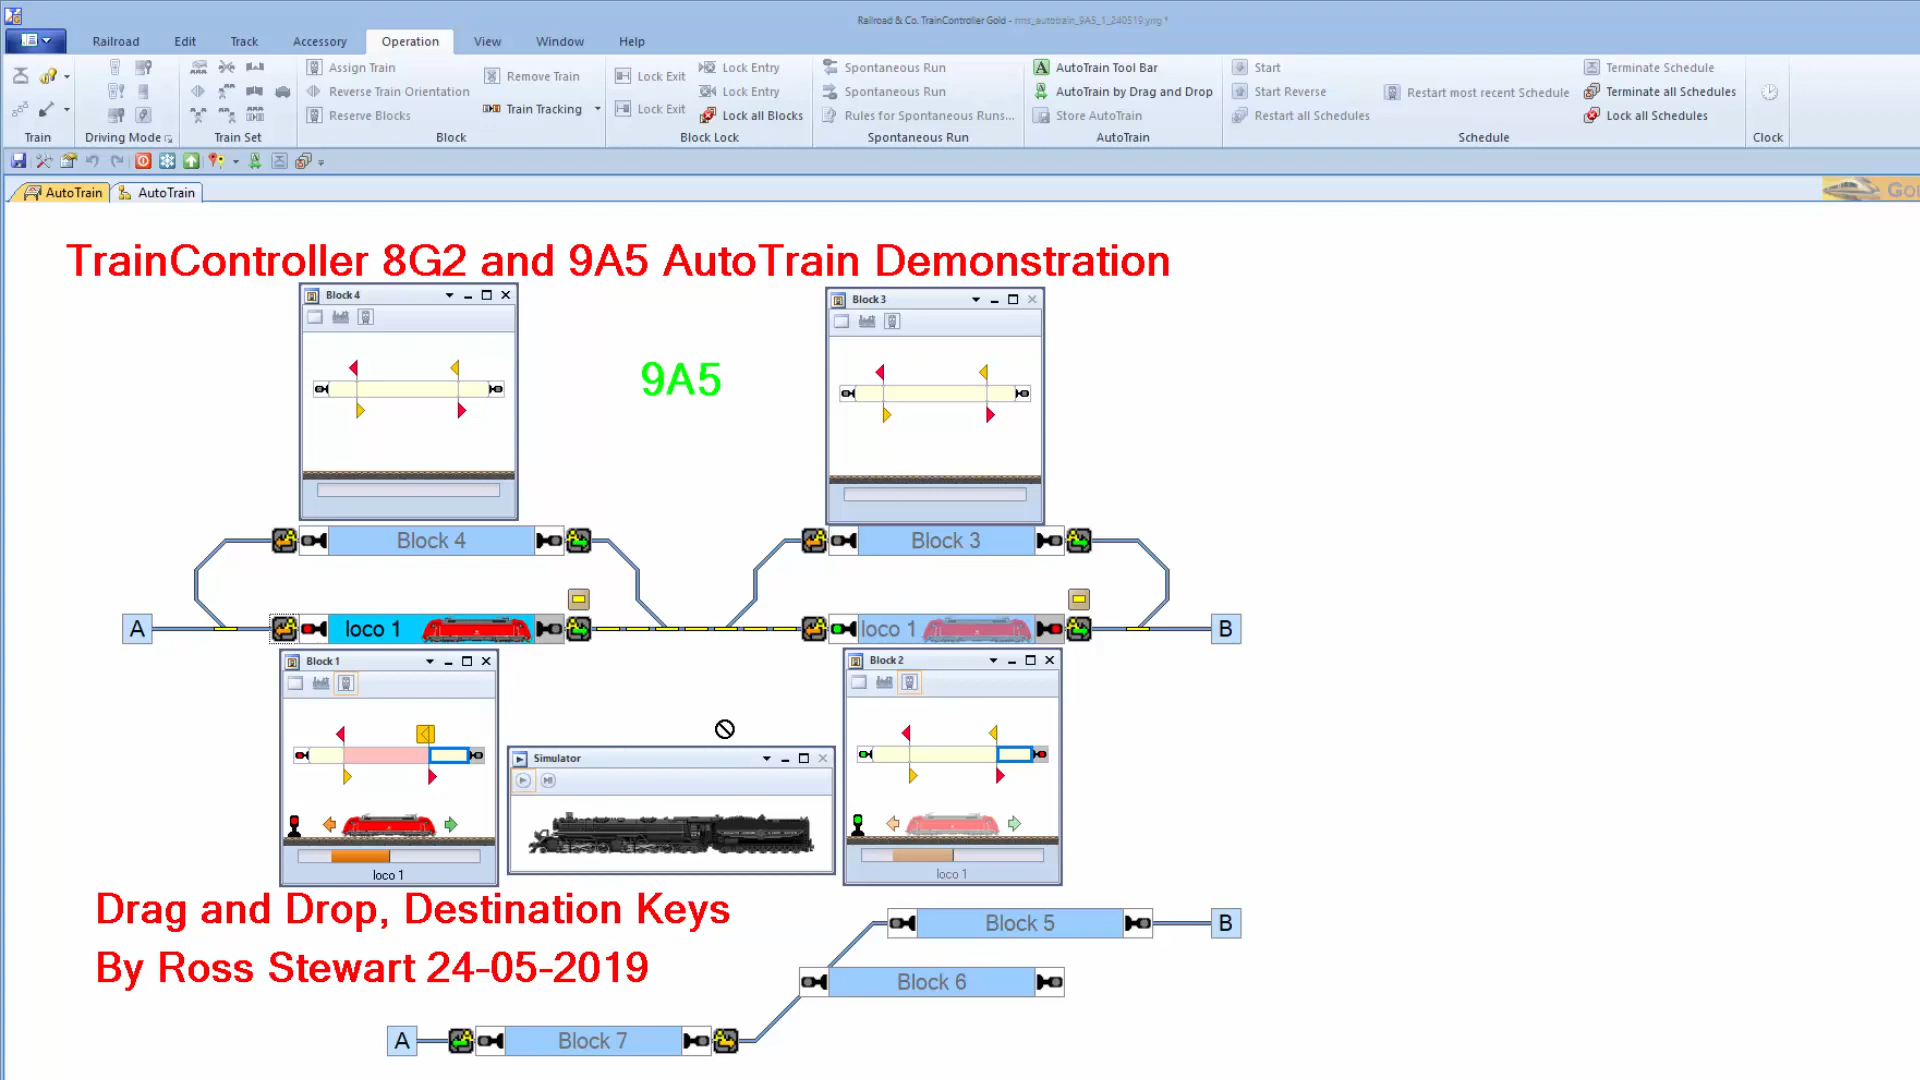 Railroad & Co. TrainController Gold - rms_autotrain_9A5_1_240519.yrrg *
Railroad Edit Track Accessory Operation View Window Help
Assign Train Remove Train Lock Exit Lock Entry Spontaneous Run AutoTrain Tool Bar Start Terminate Schedule
Reverse Train Orientation Train Tracking Lock Exit Lock Entry Spontaneous Run AutoTrain by Drag and Drop Start Reverse Restart most recent Schedule Terminate all Schedules
Reserve Blocks Lock all Blocks Rules for Spontaneous Runs... Store AutoTrain Restart all Schedules Lock all Schedules
Train Driving Mode Train Set Block Block Lock Spontaneous Run AutoTrain Schedule Clock
AutoTrain AutoTrain
TrainController 8G2 and 9A5 AutoTrain Demonstration
Block 4
Block 3
9A5
Block 4 Block 3
A loco 1 loco 1 B
Block 1
Block 2
Simulator
loco 1
loco 1
Drag and Drop, Destination Keys
By Ross Stewart 24-05-2019
Block 5 B
Block 6
A Block 7